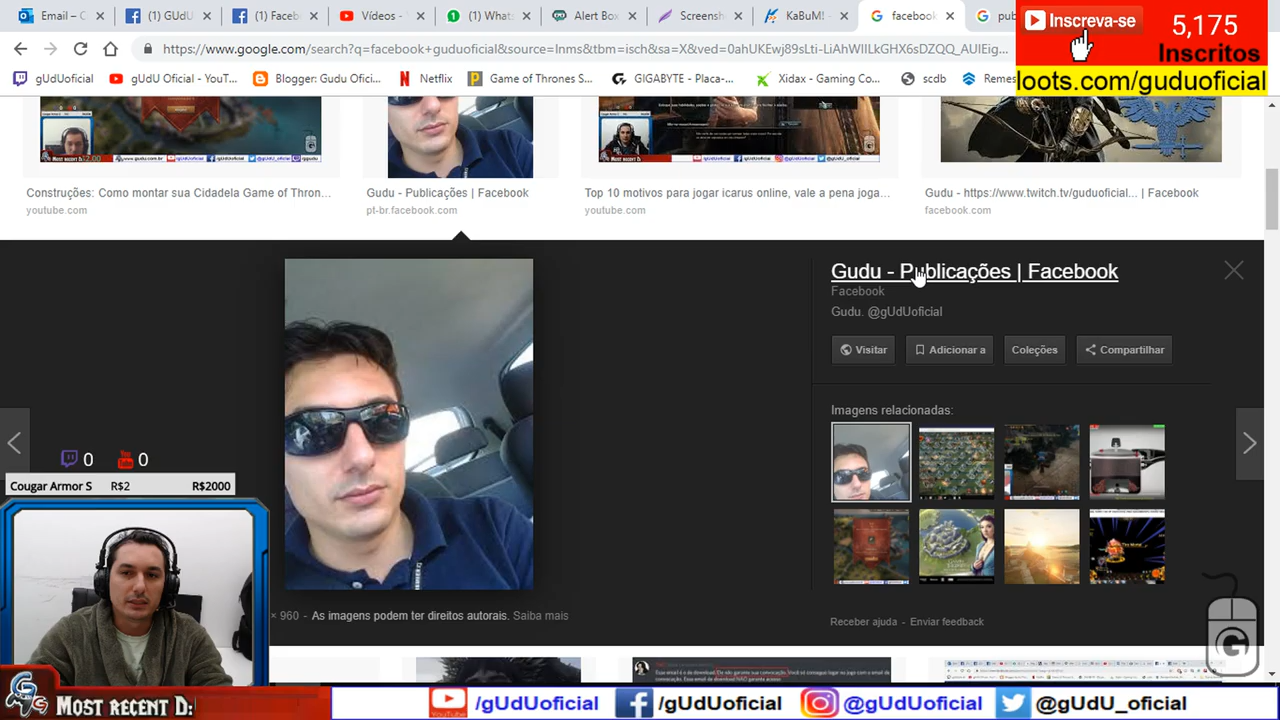 Email –
(1) GUdU
(1) Faceb
Vídeos -
(1) Whats
Alert Box
Screensh
KaBuM! -
facebook
pub
Inscreva-se
5,175
Inscritos
https://www.google.com/search?q=facebook+guduoficial&source=lnms&tbm=isch&sa=X&ved=0ahUKEwj89sLti-LiAhWIILkGHX6sDZQQ_AUIEig...
loots.com/guduoficial
gUdUoficial
gUdU Oficial - YouT...
Blogger: Gudu Ofici...
Netflix
Game of Thrones S...
GIGABYTE - Placa-...
Xidax - Gaming Co...
scdb
Remes
Construções: Como montar sua Cidadela Game of Thron...
youtube.com
Gudu - Publicações | Facebook
pt-br.facebook.com
Top 10 motivos para jogar icarus online, vale a pena joga...
youtube.com
Gudu - https://www.twitch.tv/guduoficial... | Facebook
facebook.com
Gudu - Publicações | Facebook
Facebook
Gudu. @gUdUoficial
Visitar
Adicionar a
Coleções
Compartilhar
Imagens relacionadas:
0
0
Cougar Armor S R$2 R$2000
× 960 - As imagens podem ter direitos autorais. Saiba mais
Receber ajuda - Enviar feedback
Most recent D:
/gUdUoficial
/gUdUoficial
@gUdUoficial
@gUdU_oficial